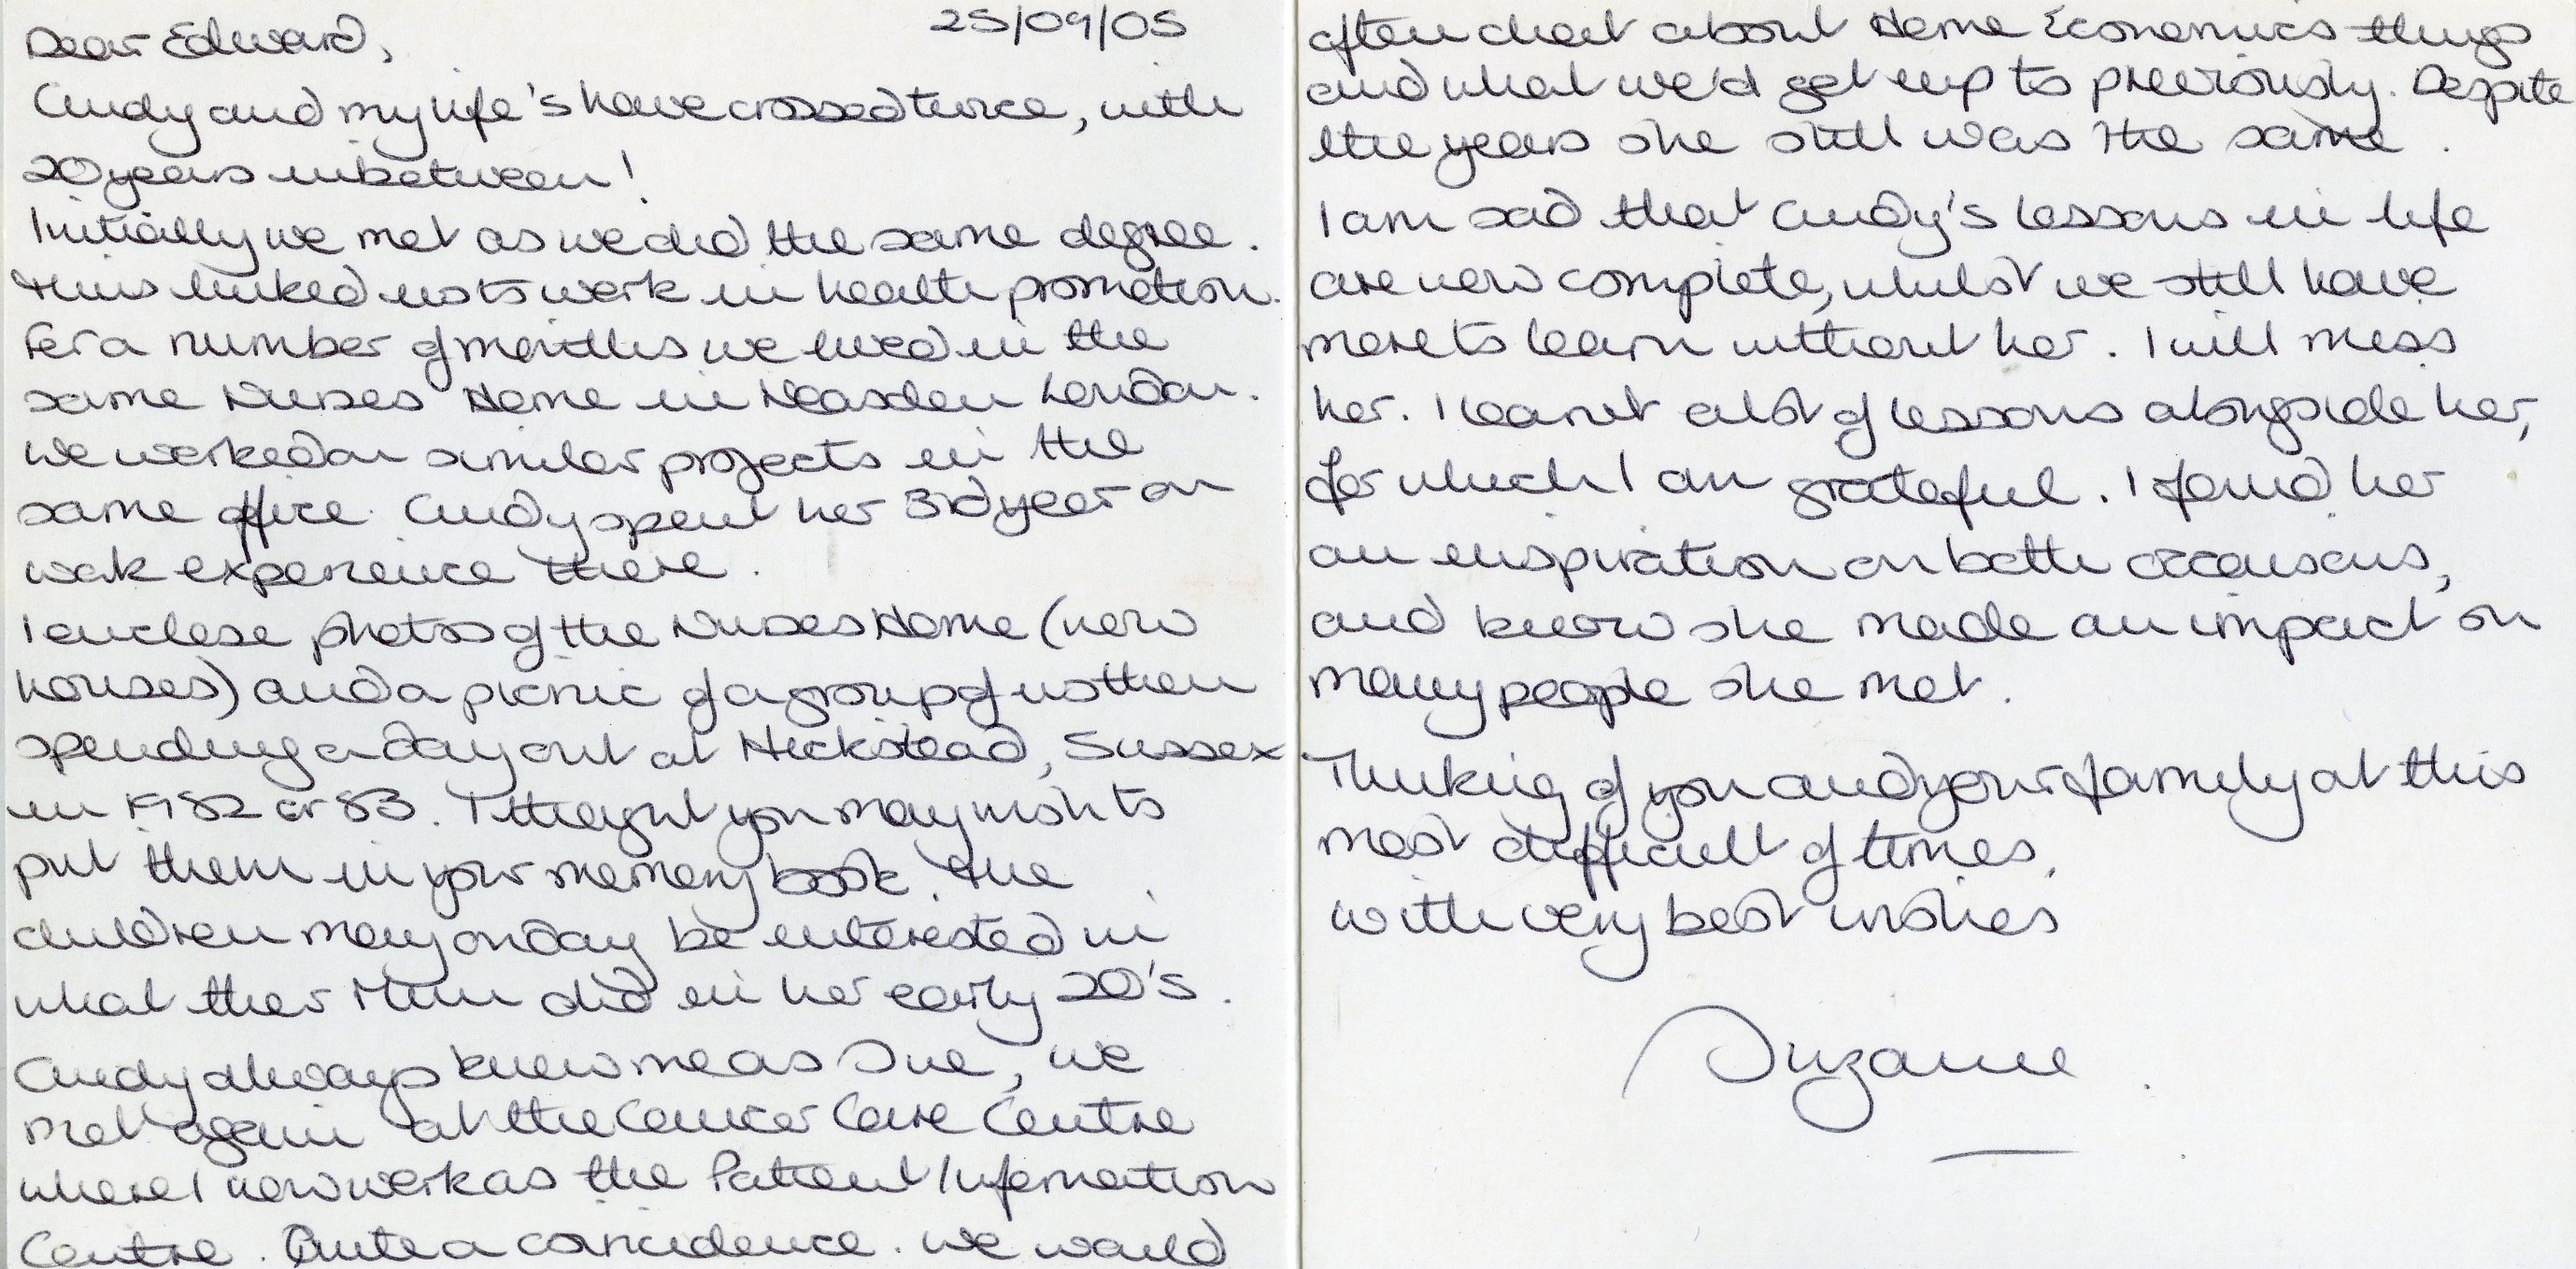 25/09/05
Dear Edward,
Cindy and my life's have crossed twice, with
20 years inbetween!
Initially we met as we did the same degree.
This linked us to work in health promotion.
For a number of months we lived in the
same Nurses Home in Neasden London.
We worked on similar projects in the
same office. Cindy spent her 3rd year on
work experience there.
I enclose photos of the Nurses Home (now
houses) and a picnic of a group of us then
spending a day out at Hickstead, Sussex
in 1982 or 83. I thought you may wish to
put them in your memory book. The
children may onday be interested in
what ther Mum did in her early 20's.
Cindy always knew me as Sue, we
met again at the Cancer Care Centre
where I now work as the Patient Information
Centre. Quite a coincidence. We would
often chat about Home Economics things
and what we'd get up to previously. Despite
the years she still was the same.
I am sad that Cindy's lessons in life
are now complete, whilst we still have
more to learn without her. I will miss
her. I learnt alot of lessons alongside her,
for which I am grateful. I found her
an inspiration on both occasions,
and know she made an impact on
many people she met.
Thinking of you and your family at this
most difficult of times,
with very best wishes
Suzanne